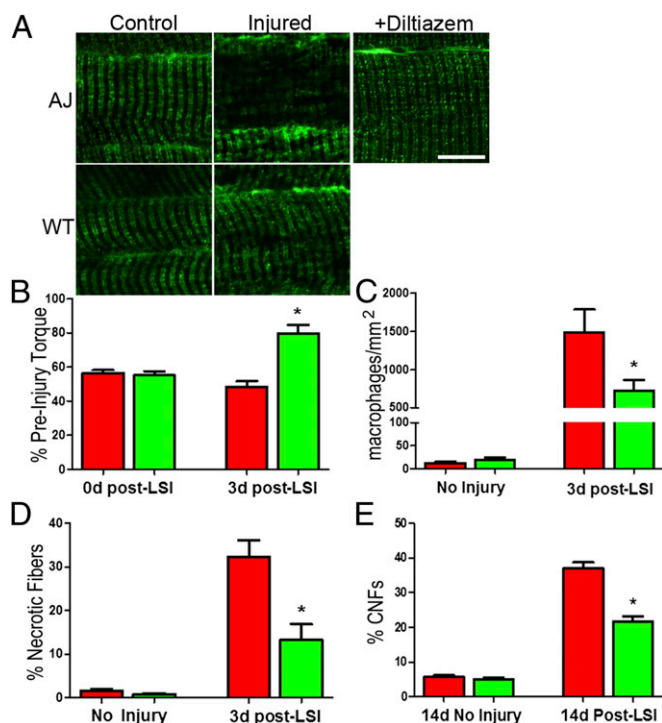 A
Control Injured +Diltiazem
AJ
WT
B
% Pre-Injury Torque
100
80
60
40
20
0
*
0d post-LSI 3d post-LSI
C
macrophages/mm2
2000
1500
1000
500
100
50
0
*
No Injury 3d post-LSI
D
% Necrotic Fibers
40
30
20
10
0
*
No Injury 3d post-LSI
E
% CNFs
50
40
30
20
10
0
*
14d No Injury 14d Post-LSI